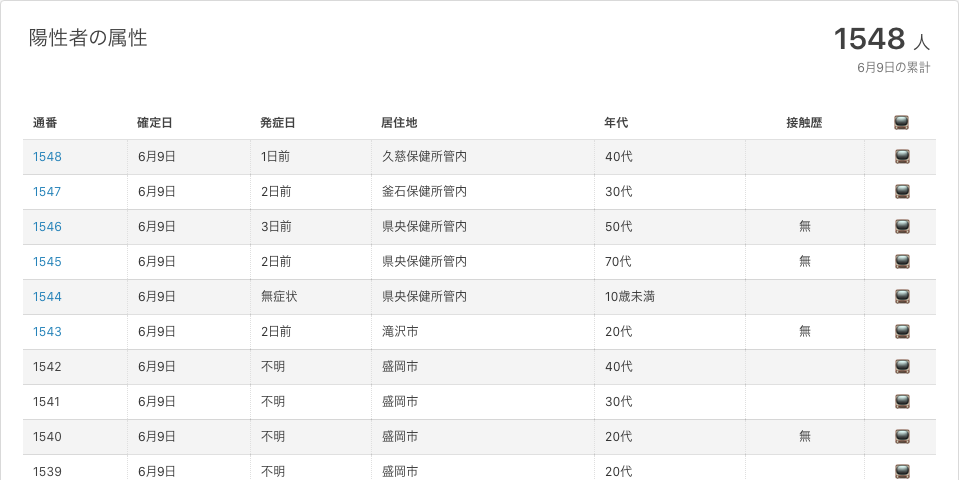 陽性者の属性
1548 人
6月9日の累計
通番 確定日 発症日 居住地 年代 接触歴
1548 6月9日 1日前 久慈保健所管内 40代
1547 6月9日 2日前 釜石保健所管内 30代
1546 6月9日 3日前 県央保健所管内 50代 無
1545 6月9日 2日前 県央保健所管内 70代 無
1544 6月9日 無症状 県央保健所管内 10歳未満
1543 6月9日 2日前 滝沢市 20代 無
1542 6月9日 不明 盛岡市 40代
1541 6月9日 不明 盛岡市 30代
1540 6月9日 不明 盛岡市 20代 無
1539 6月9日 不明 盛岡市 20代